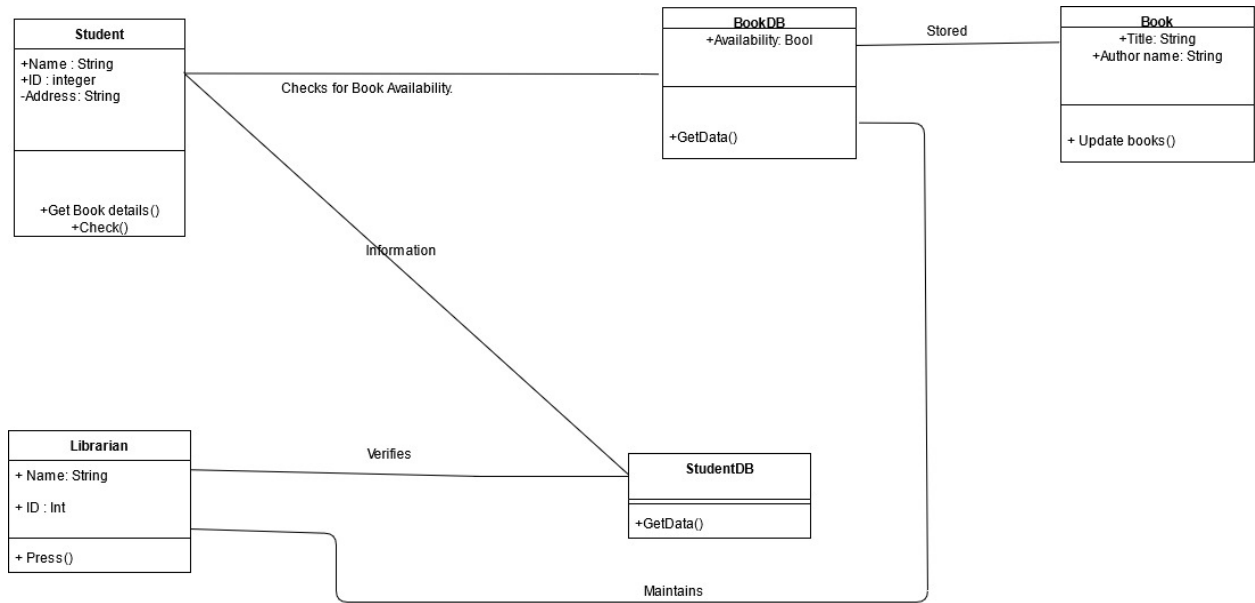 Student
+Name : String
+ID : integer
-Address: String
+Get Book details()
+Check()
Checks for Book Availability.
BookDB
+Availability: Bool
+GetData()
Stored
Book
+Title: String
+Author name: String
+ Update books()
Information
Librarian
+ Name: String
+ ID : Int
+ Press()
Verifies
StudentDB
+GetData()
Maintains